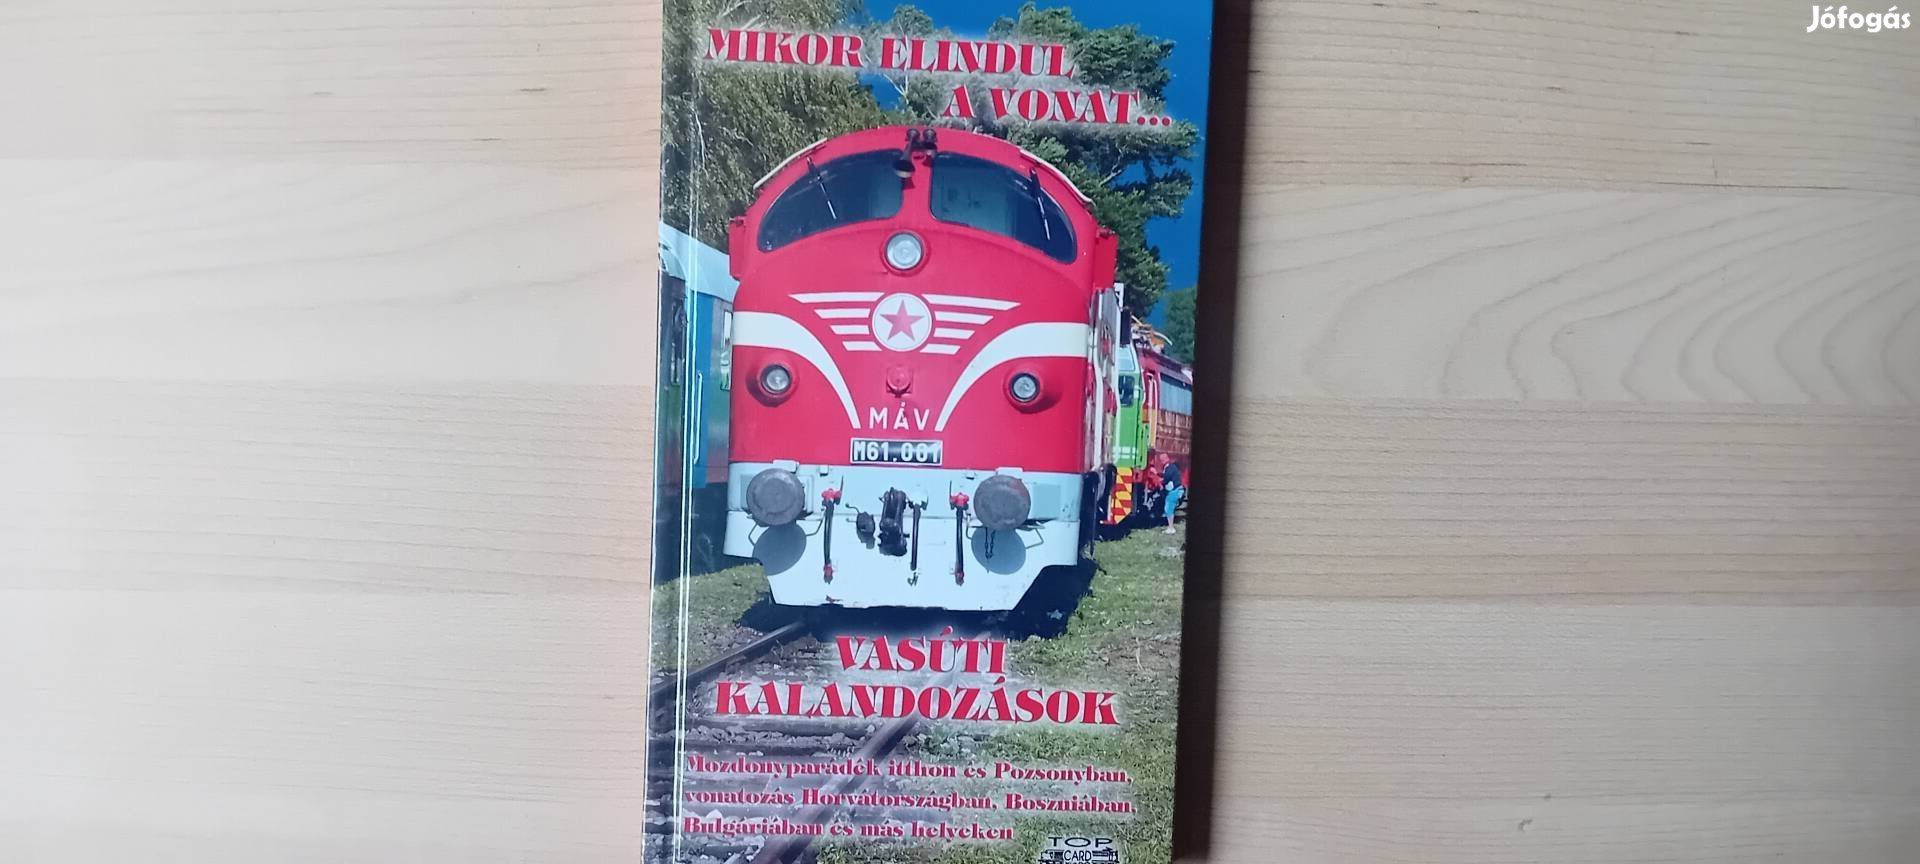 Jófogás
MIKOR ELINDUL
A VONAT...
MÁV
M61.001
VASÚTI
KALANDOZÁSOK
Mozdonyparádék itthon és Pozsonyban,
vonatozás Horvátországban, Boszniában,
Bulgáriában és más helyeken
TOP
CARD